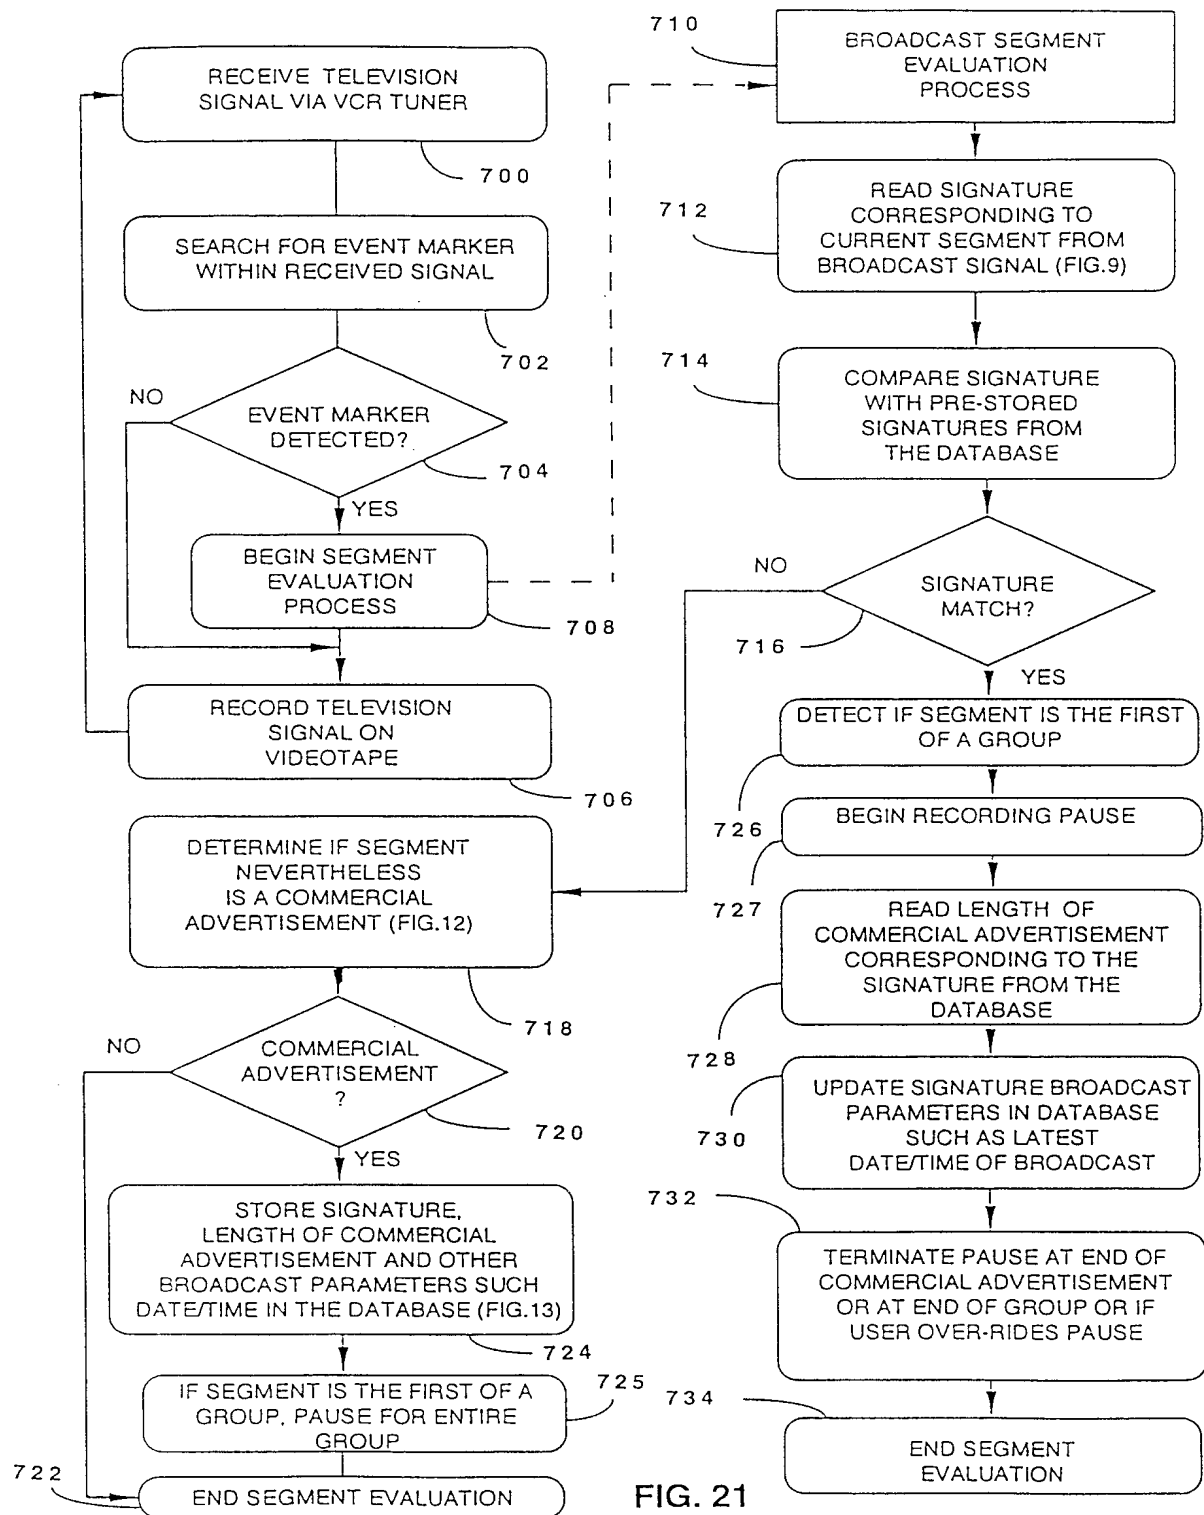 RECEIVE TELEVISION
SIGNAL VIA VCR TUNER
700
SEARCH FOR EVENT MARKER
WITHIN RECEIVED SIGNAL
702
NO
EVENT MARKER
DETECTED?
704
YES
BEGIN SEGMENT
EVALUATION
PROCESS
708
RECORD TELEVISION
SIGNAL ON
VIDEOTAPE
706
710
BROADCAST SEGMENT
EVALUATION
PROCESS
712
READ SIGNATURE
CORRESPONDING TO
CURRENT SEGMENT FROM
BROADCAST SIGNAL (FIG.9)
714
COMPARE SIGNATURE
WITH PRE-STORED
SIGNATURES FROM
THE DATABASE
NO
SIGNATURE
MATCH?
716
YES
DETERMINE IF SEGMENT
NEVERTHELESS
IS A COMMERCIAL
ADVERTISEMENT (FIG.12)
718
NO
COMMERCIAL
ADVERTISEMENT
?
720
YES
STORE SIGNATURE,
LENGTH OF COMMERCIAL
ADVERTISEMENT AND OTHER
BROADCAST PARAMETERS SUCH
DATE/TIME IN THE DATABASE (FIG.13)
724
IF SEGMENT IS THE FIRST OF A
GROUP, PAUSE FOR ENTIRE
GROUP
725
722
END SEGMENT EVALUATION
DETECT IF SEGMENT IS THE FIRST
OF A GROUP
726
BEGIN RECORDING PAUSE
727
READ LENGTH OF
COMMERCIAL ADVERTISEMENT
CORRESPONDING TO THE
SIGNATURE FROM THE
DATABASE
728
UPDATE SIGNATURE BROADCAST
PARAMETERS IN DATABASE
SUCH AS LATEST
DATE/TIME OF BROADCAST
730
732
TERMINATE PAUSE AT END OF
COMMERCIAL ADVERTISEMENT
OR AT END OF GROUP OR IF
USER OVER-RIDES PAUSE
734
END SEGMENT
EVALUATION
FIG. 21